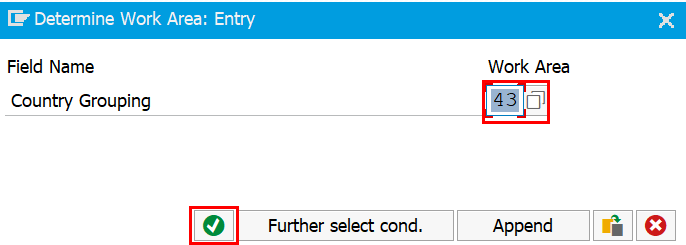 Determine Work Area: Entry
Field Name Work Area
Country Grouping 43
Further select cond. Append